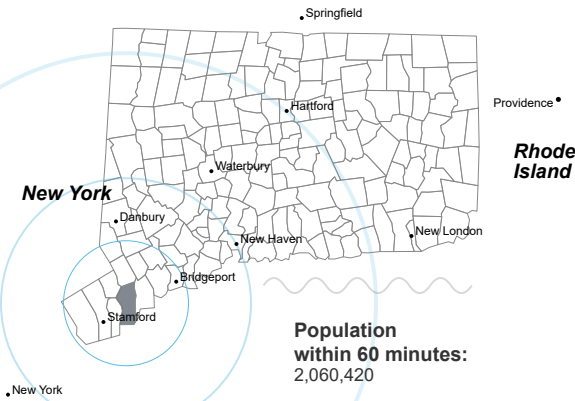 Springfield
Providence
Hartford
Rhode
Island
Waterbury
New York
Danbury
New London
New Haven
Bridgeport
Stamford
Population
within 60 minutes:
2,060,420
New York